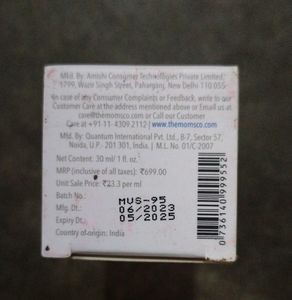 Mkd. By: Amishi Consumer Technologies Private Limited,
1799, Wazir Singh Street, Paharganj, New Delhi 110 055
In case of any Consumer Complaints or Feedback, write to our
Customer Care at the address mentioned above or Email us at
care@themomsco.com or Call our Customer
Care at +91-11-4309 2112 | www.themomsco.com
Mfd. By: Quantum International Pvt. Ltd., B-7, Sector 57,
Noida, U.P. 201 301, India | M.L. No. 01/C-2007
Net Content: 30 ml/ 1 fl. oz.
MRP (inclusive of all taxes): ₹699.00
Unit Sale Price: ₹23.3 per ml
Batch No.: MVS-95
Mfg. Dt.: 06/2023
Expiry Dt.: 05/2025
Country of origin: India
0736140999552